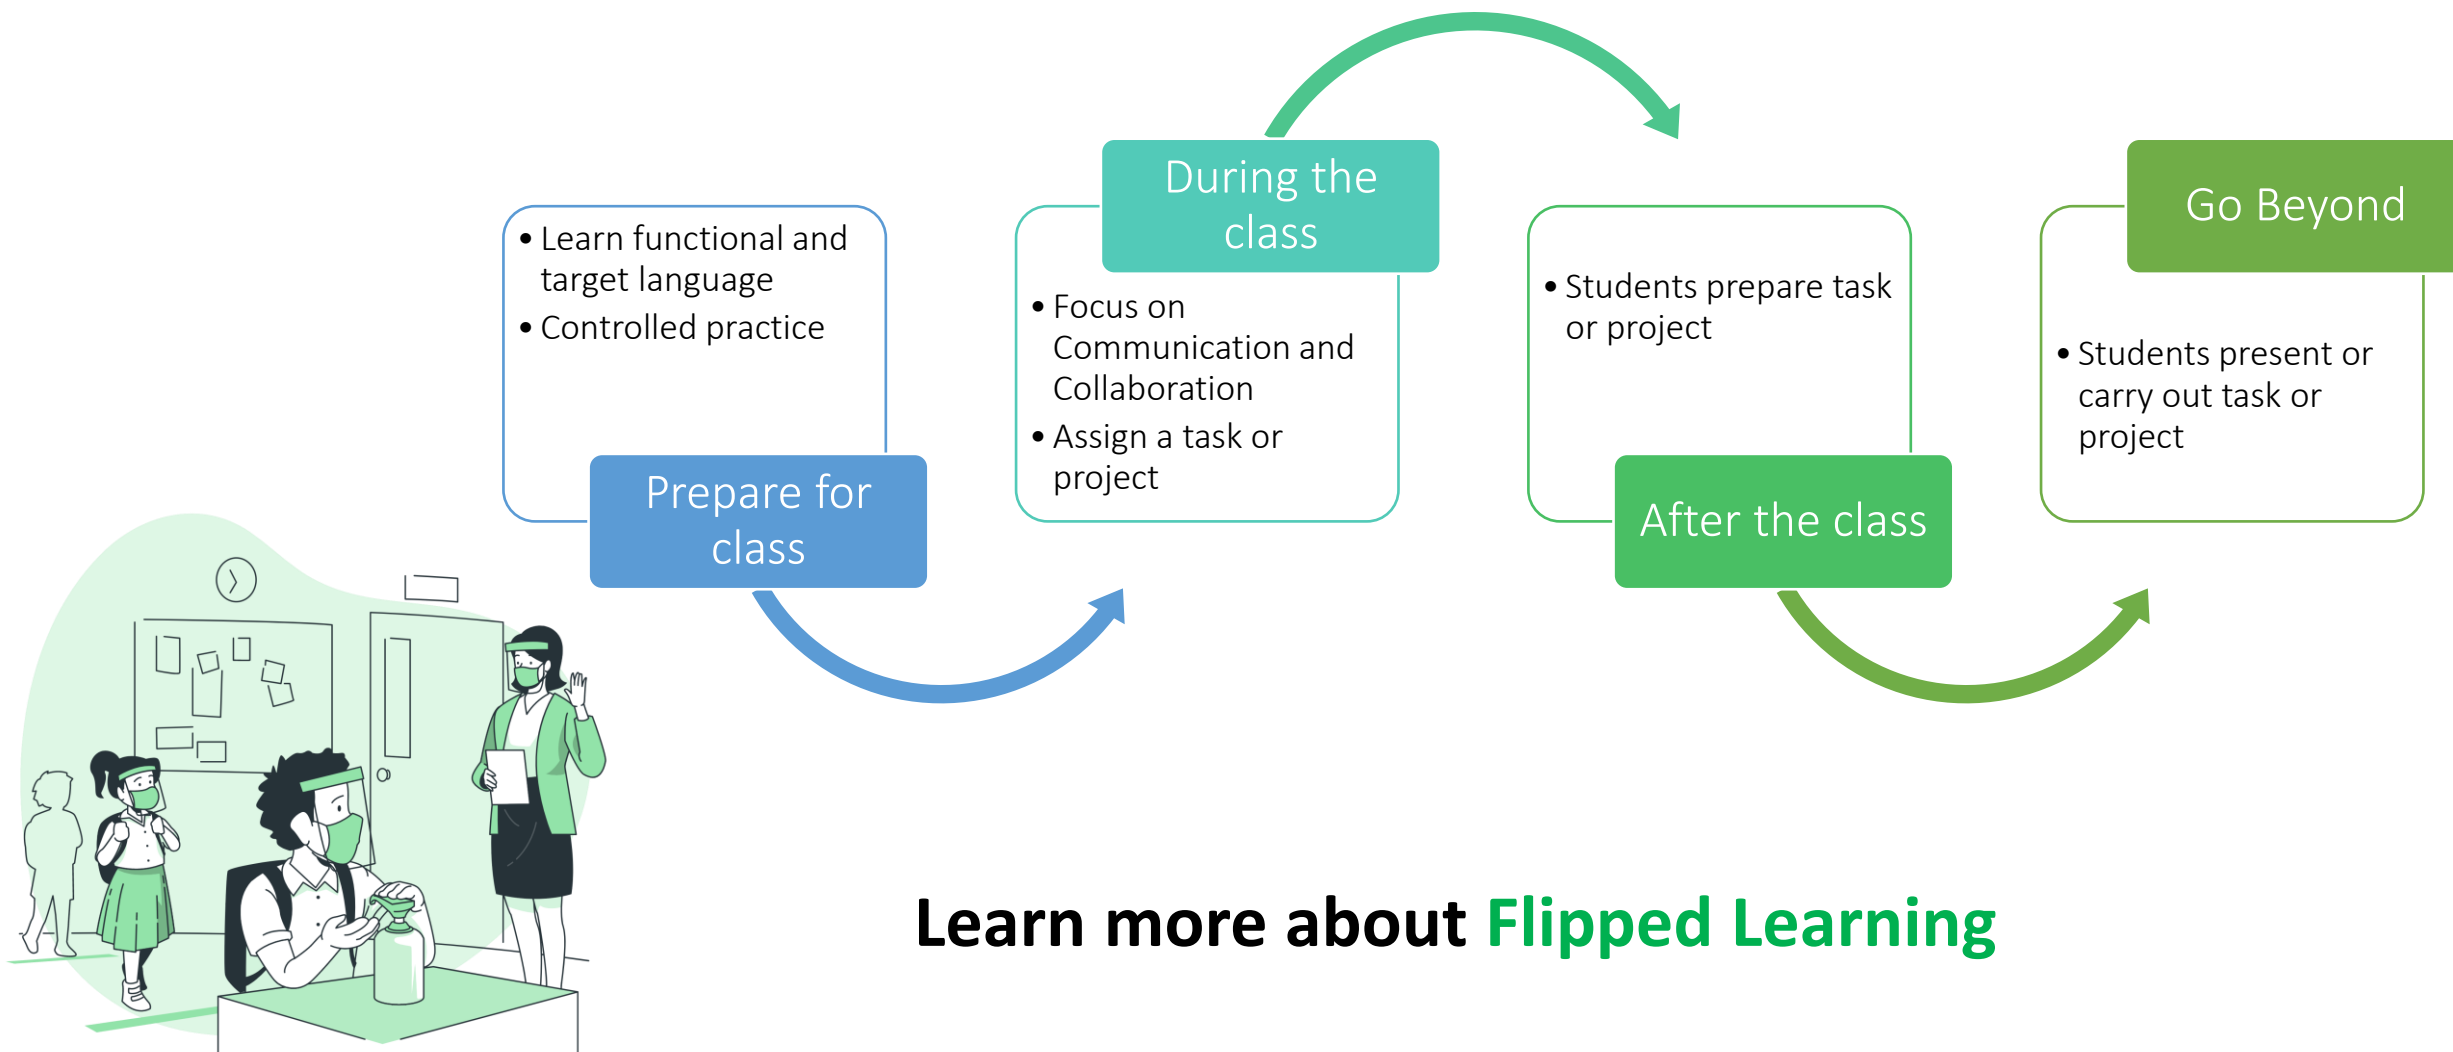 • Learn functional and
target language
• Controlled practice
Prepare for
class
During the
class
• Focus on
Communication and
Collaboration
• Assign a task or
project
• Students prepare task
or project
After the class
Go Beyond
• Students present or
carry out task or
project
Learn more about Flipped Learning